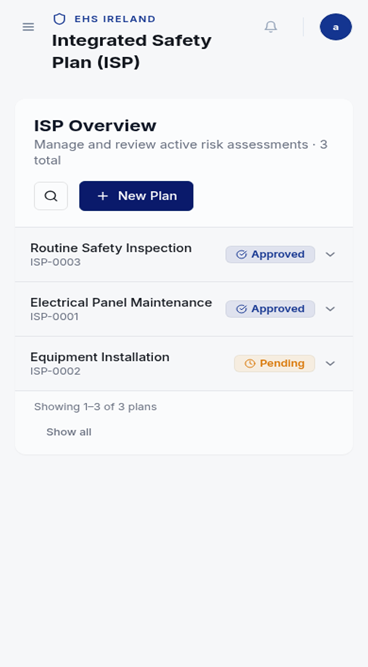 EHS IRELAND
Integrated Safety
Plan (ISP)
a
ISP Overview
Manage and review active risk assessments · 3
total
New Plan
Routine Safety Inspection
ISP-0003
Approved
Electrical Panel Maintenance
ISP-0001
Approved
Equipment Installation
ISP-0002
Pending
Showing 1–3 of 3 plans
Show all